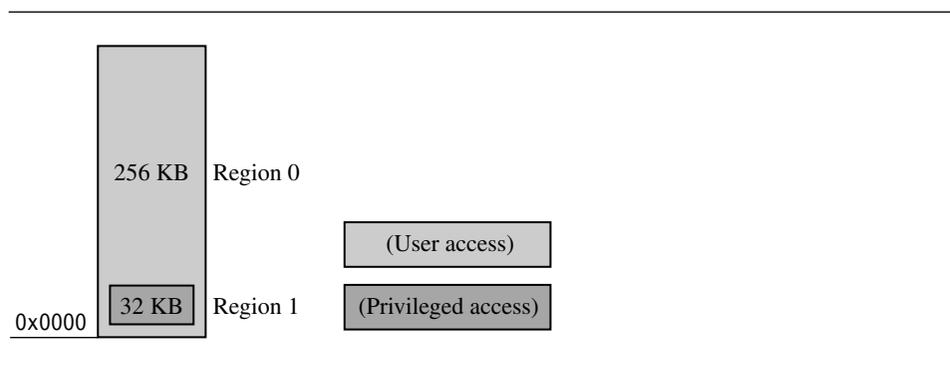 256 KB Region 0
(User access)
32 KB Region 1 (Privileged access)
0x0000